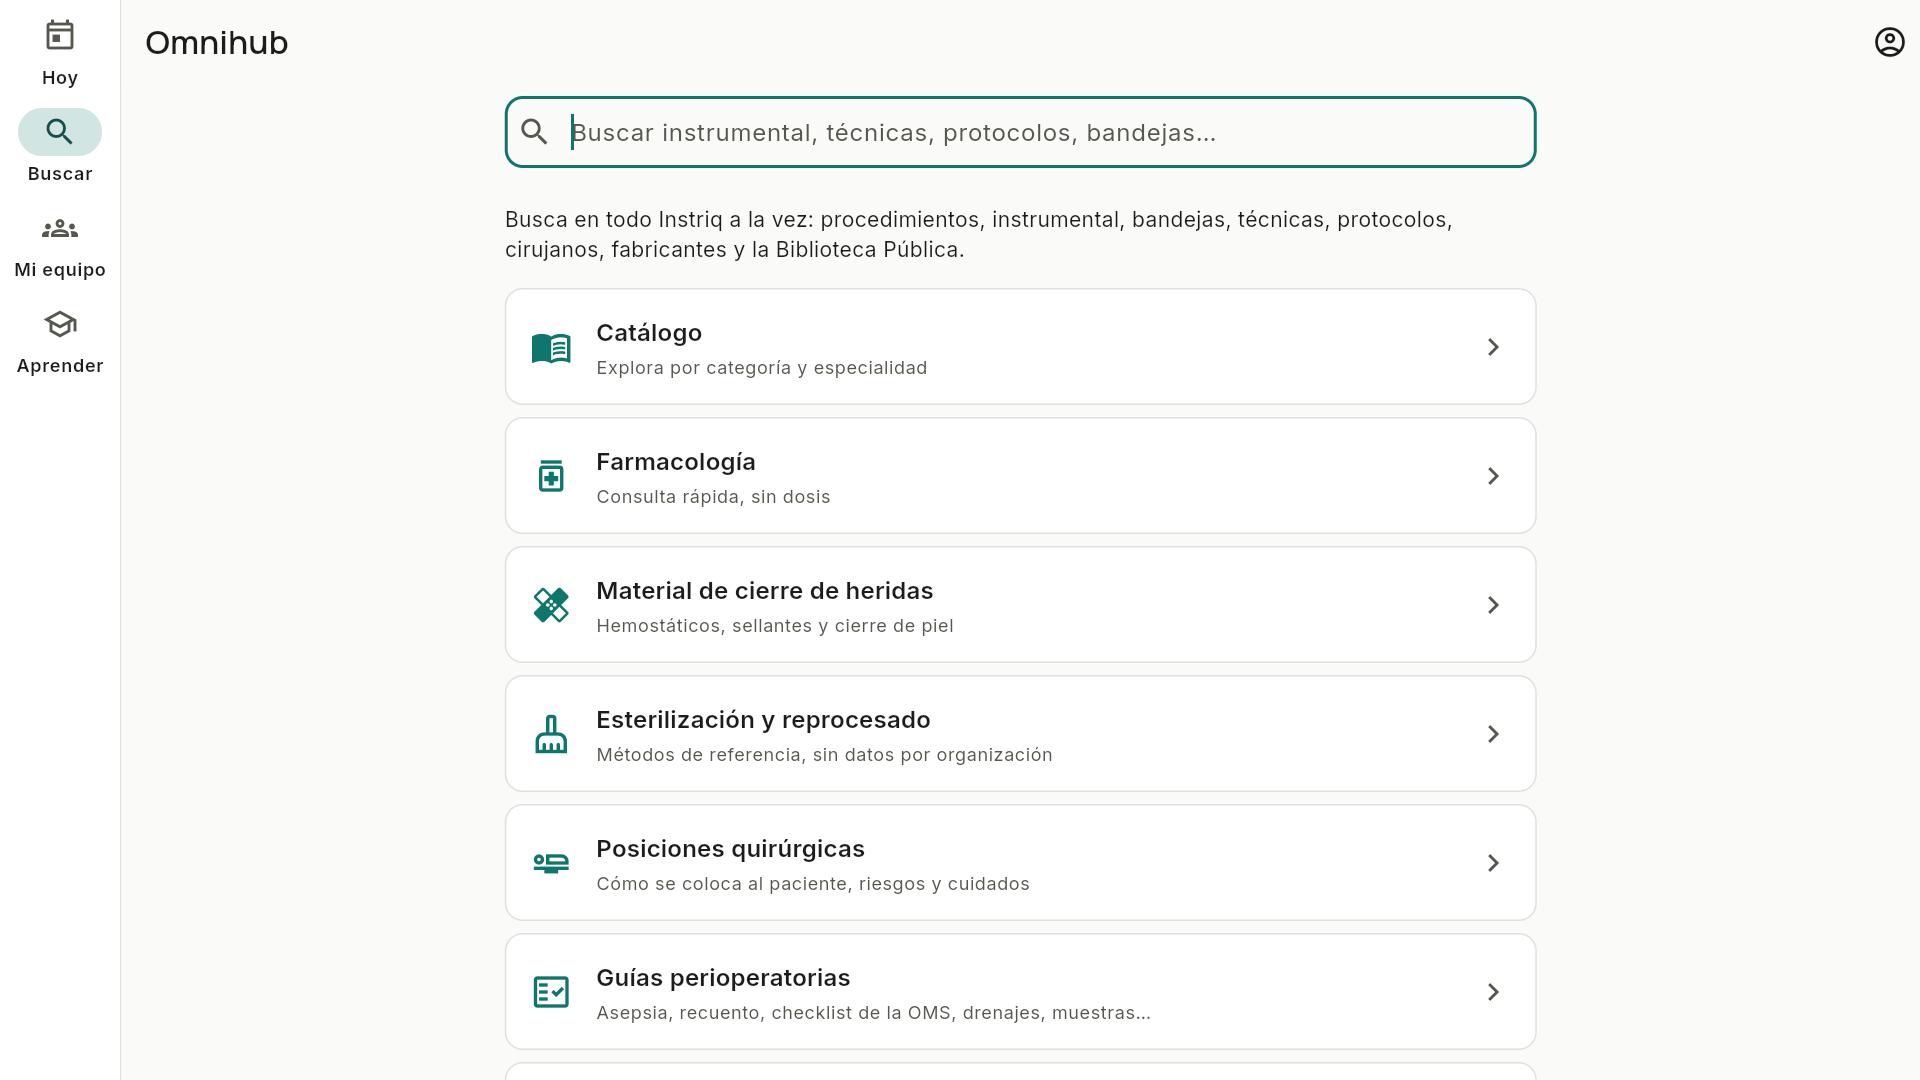 Omnihub
Hoy
Buscar
Mi equipo
Aprender
Buscar instrumental, técnicas, protocolos, bandejas...
Busca en todo Instriq a la vez: procedimientos, instrumental, bandejas, técnicas, protocolos,
cirujanos, fabricantes y la Biblioteca Pública.
Catálogo
Explora por categoría y especialidad
Farmacología
Consulta rápida, sin dosis
Material de cierre de heridas
Hemostáticos, sellantes y cierre de piel
Esterilización y reprocesado
Métodos de referencia, sin datos por organización
Posiciones quirúrgicas
Cómo se coloca al paciente, riesgos y cuidados
Guías perioperatorias
Asepsia, recuento, checklist de la OMS, drenajes, muestras...